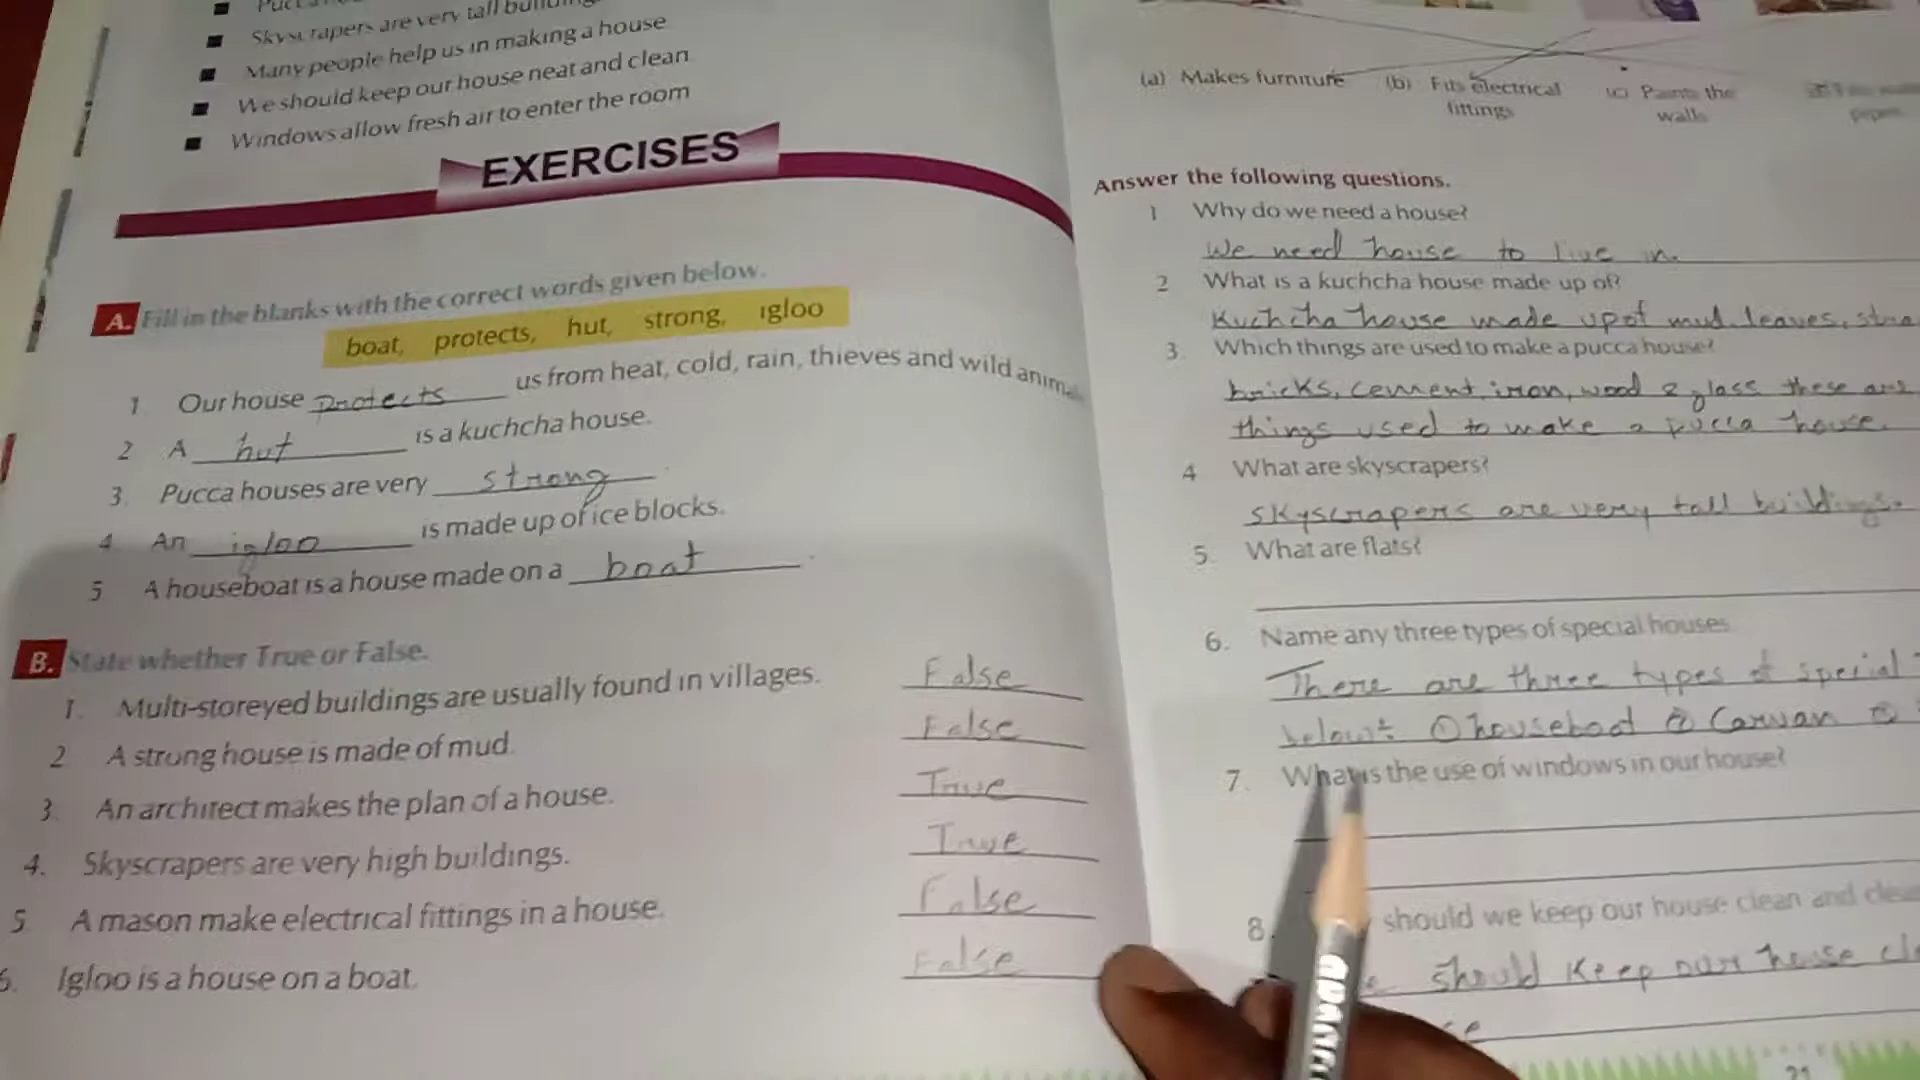 Skyscrapers are very tall buildings
Many people help us in making a house
We should keep our house neat and clean
Windows allow fresh air to enter the room
EXERCISES
A. Fill in the blanks with the correct words given below.
boat, protects, hut, strong, igloo
1 Our house protects us from heat, cold, rain, thieves and wild
2 A hut is a kuchcha house.
3. Pucca houses are very strong
4 An igloo is made up of ice blocks.
5 A houseboat is a house made on a boat
B. State whether True or False.
1. Multi-storeyed buildings are usually found in villages. False
2 A strong house is made of mud. False
3. An architect makes the plan of a house. True
4. Skyscrapers are very high buildings. True
5 A mason make electrical fittings in a house. False
Igloo is a house on a boat. False
(a) Makes furniture (b) Fits electrical (c) Paints the
fittings walls
Answer the following questions.
1 Why do we need a house?
We need house to live in.
2 What is a kuchcha house made up of?
Kuchcha house made upof mud, leaves,
3 Which things are used to make a pucca house?
bricks, cement, iron, wood & glass these are
things used to make a pucca house.
4 What are skyscrapers?
Skyscrapers are very tall buildings.
5. What are flats?
6. Name any three types of special houses
There are three types of special
below: ① houseboat ② Carvan
7. What is the use of windows in our house?
8. should we keep our house clean and
should keep our house
21